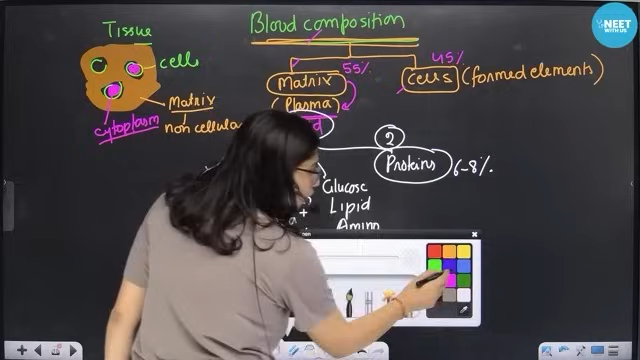 Blood composition
NEET
WITH US
Tissue
cells
Matrix
non cellular
cytoplasm
55%
45%
Matrix
(Plasma)
cells (formed elements)
2
Proteins 6-8%
Glucose
Lipid
Amino